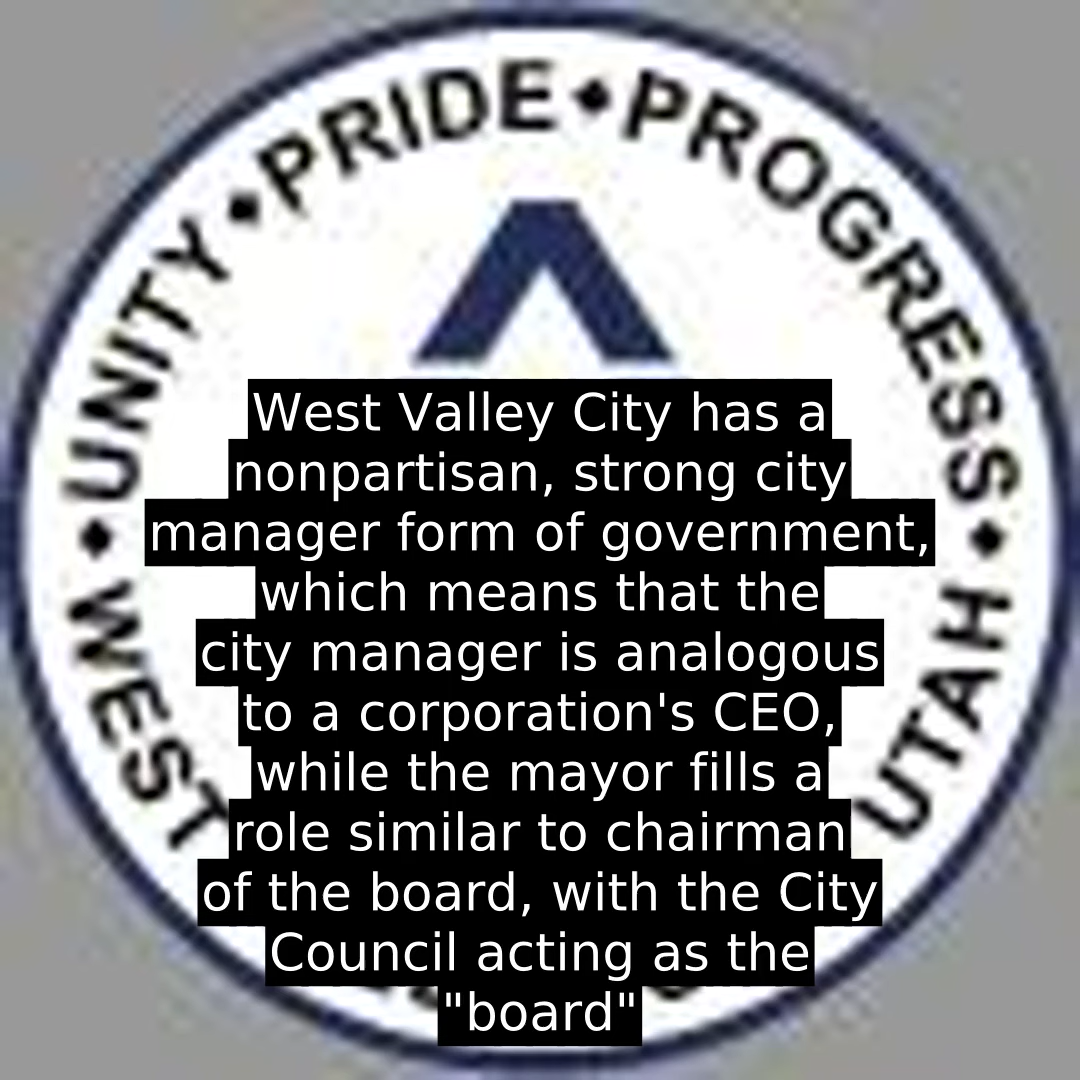 UNITY♦PRIDE♦PROGRESS
WEST
UTAH
West Valley City has a
nonpartisan, strong city
manager form of government,
which means that the
city manager is analogous
to a corporation's CEO,
while the mayor fills a
role similar to chairman
of the board, with the City
Council acting as the
"board"